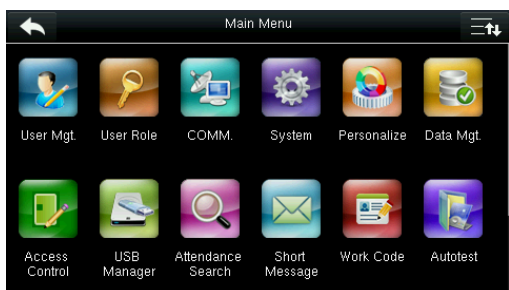 Main Menu
User Mgt.
User Role
COMM.
System
Personalize
Data Mgt.
Access
Control
USB
Manager
Attendance
Search
Short
Message
Work Code
Autotest